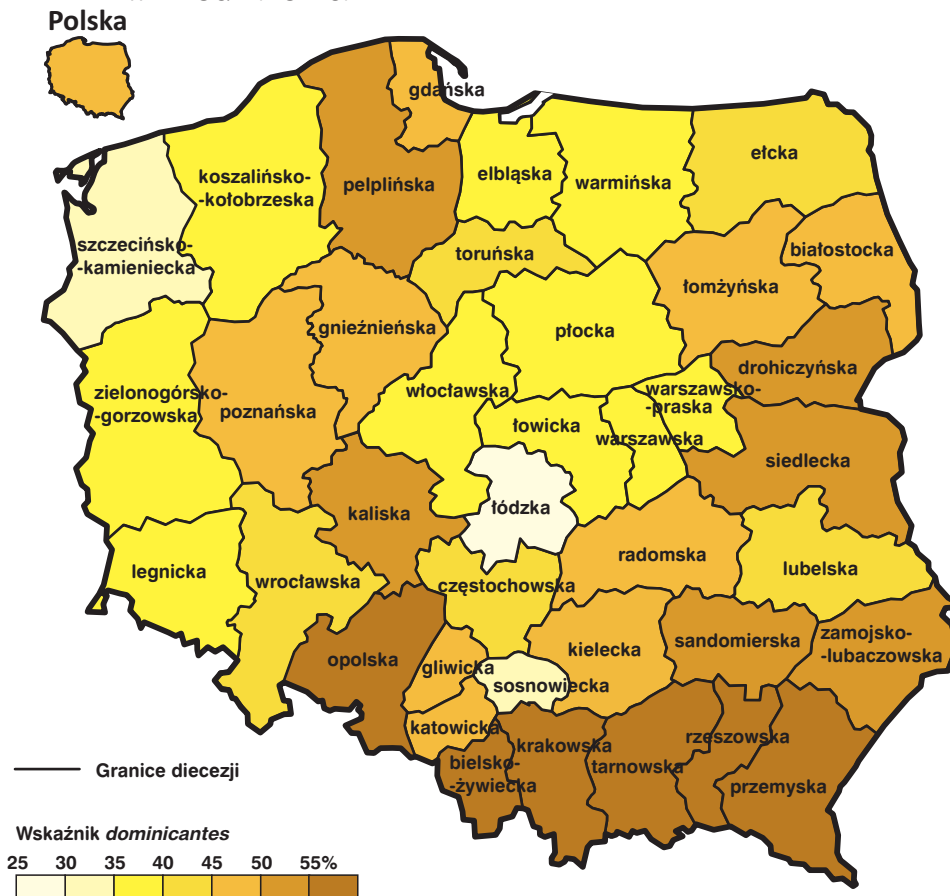 Polska
gdańska
koszalińsko-
-kołobrzeska
pelplińska
elbląska
warmińska
ełcka
szczecińsko-
-kamieniecka
toruńska
białostocka
łomżyńska
gnieźnieńska
płocka
drohiczyńska
zielonogórsko-
-gorzowska
poznańska
włocławska
łowicka
warszawska
warszawsko-
-praska
siedlecka
kaliska
łódzka
legnicka
wrocławska
częstochowska
radomska
lubelska
opolska
gliwicka
sosnowiecka
kielecka
sandomierska
zamojsko-
-lubaczowska
katowicka
bielsko-
-żywiecka
krakowska
tarnowska
rzeszowska
przemyska
Granice diecezji
Wskaźnik dominicantes
25 30 35 40 45 50 55%